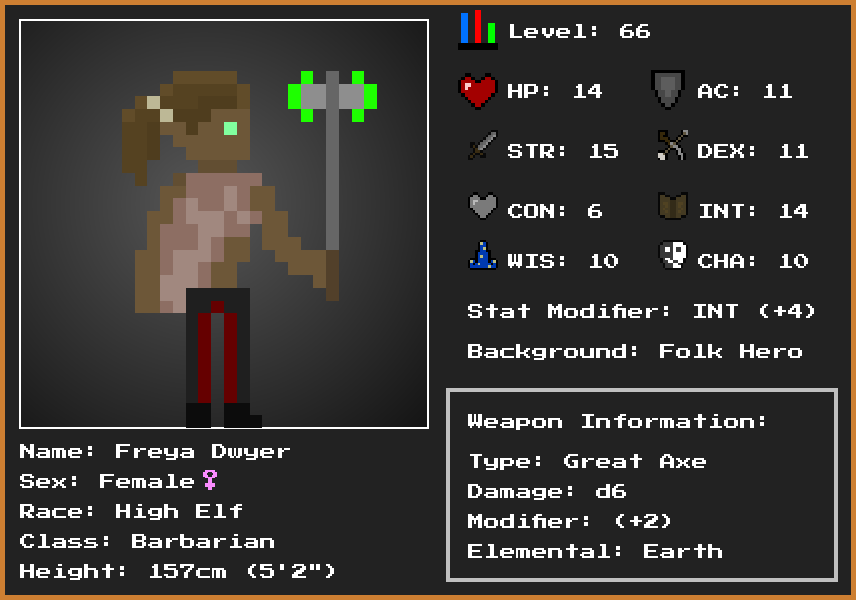 Level: 66
HP: 14
AC: 11
STR: 15
DEX: 11
CON: 6
INT: 14
WIS: 10
CHA: 10
Stat Modifier: INT (+4)
Background: Folk Hero
Weapon Information:
Type: Great Axe
Damage: d6
Modifier: (+2)
Elemental: Earth
Name: Freya Dwyer
Sex: Female♀
Race: High Elf
Class: Barbarian
Height: 157cm (5'2")